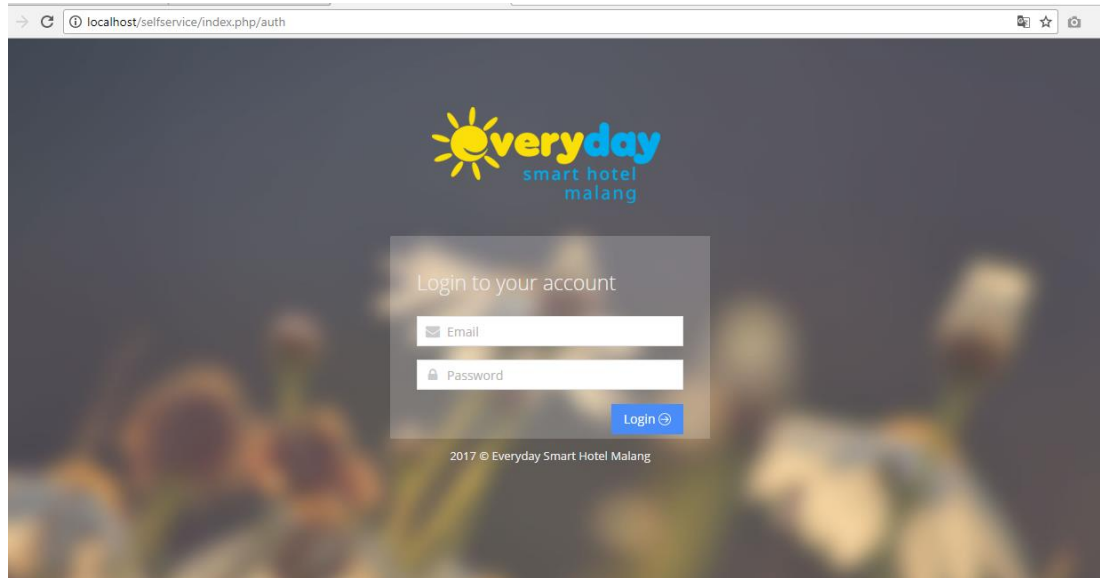 localhost/selfservice/index.php/auth
everyday
smart hotel
malang
Login to your account
Email
Password
Login
2017 © Everyday Smart Hotel Malang